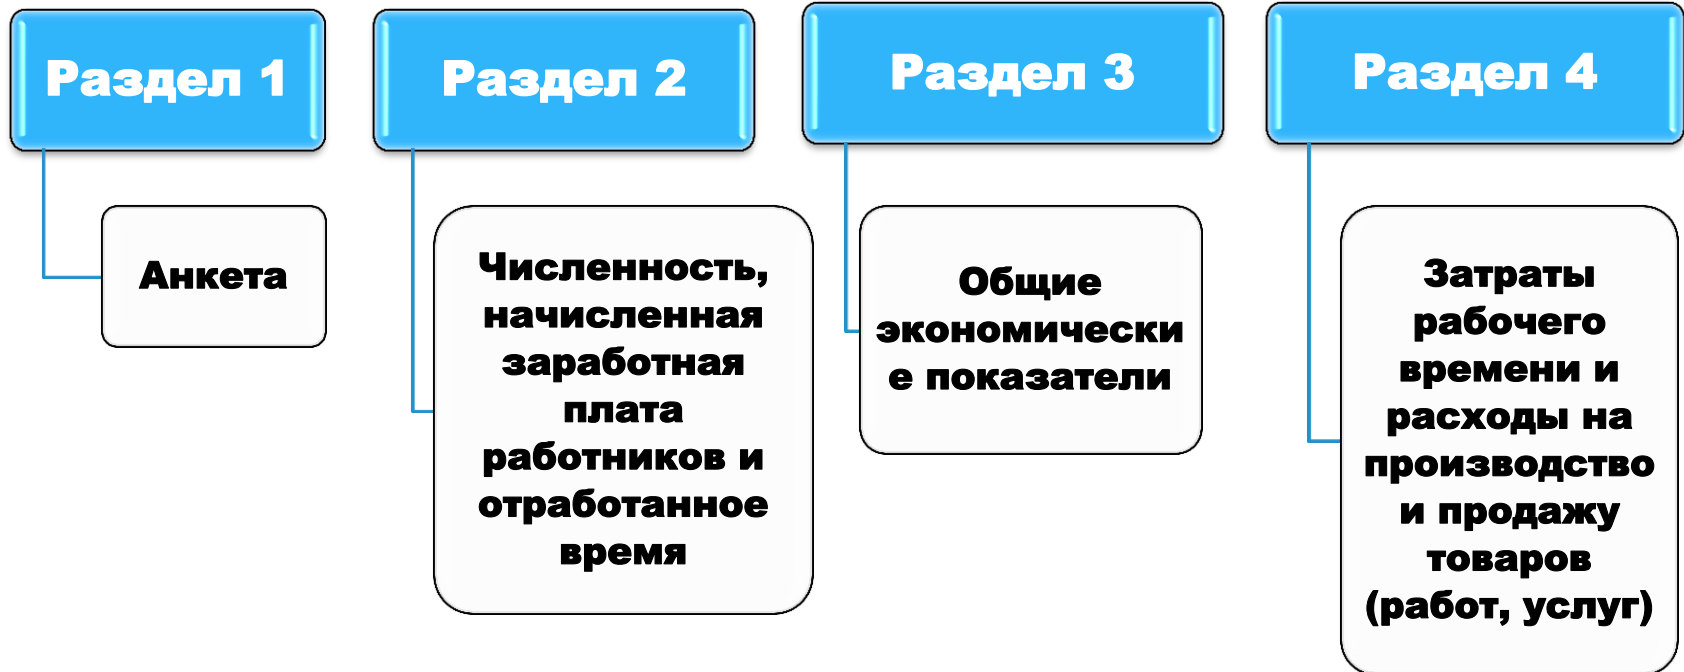 Раздел 1
Анкета
Раздел 2
Численность,
начисленная
заработная
плата
работников и
отработанное
время
Раздел 3
Общие
экономически
е показатели
Раздел 4
Затраты
рабочего
времени и
расходы на
производство
и продажу
товаров
(работ, услуг)